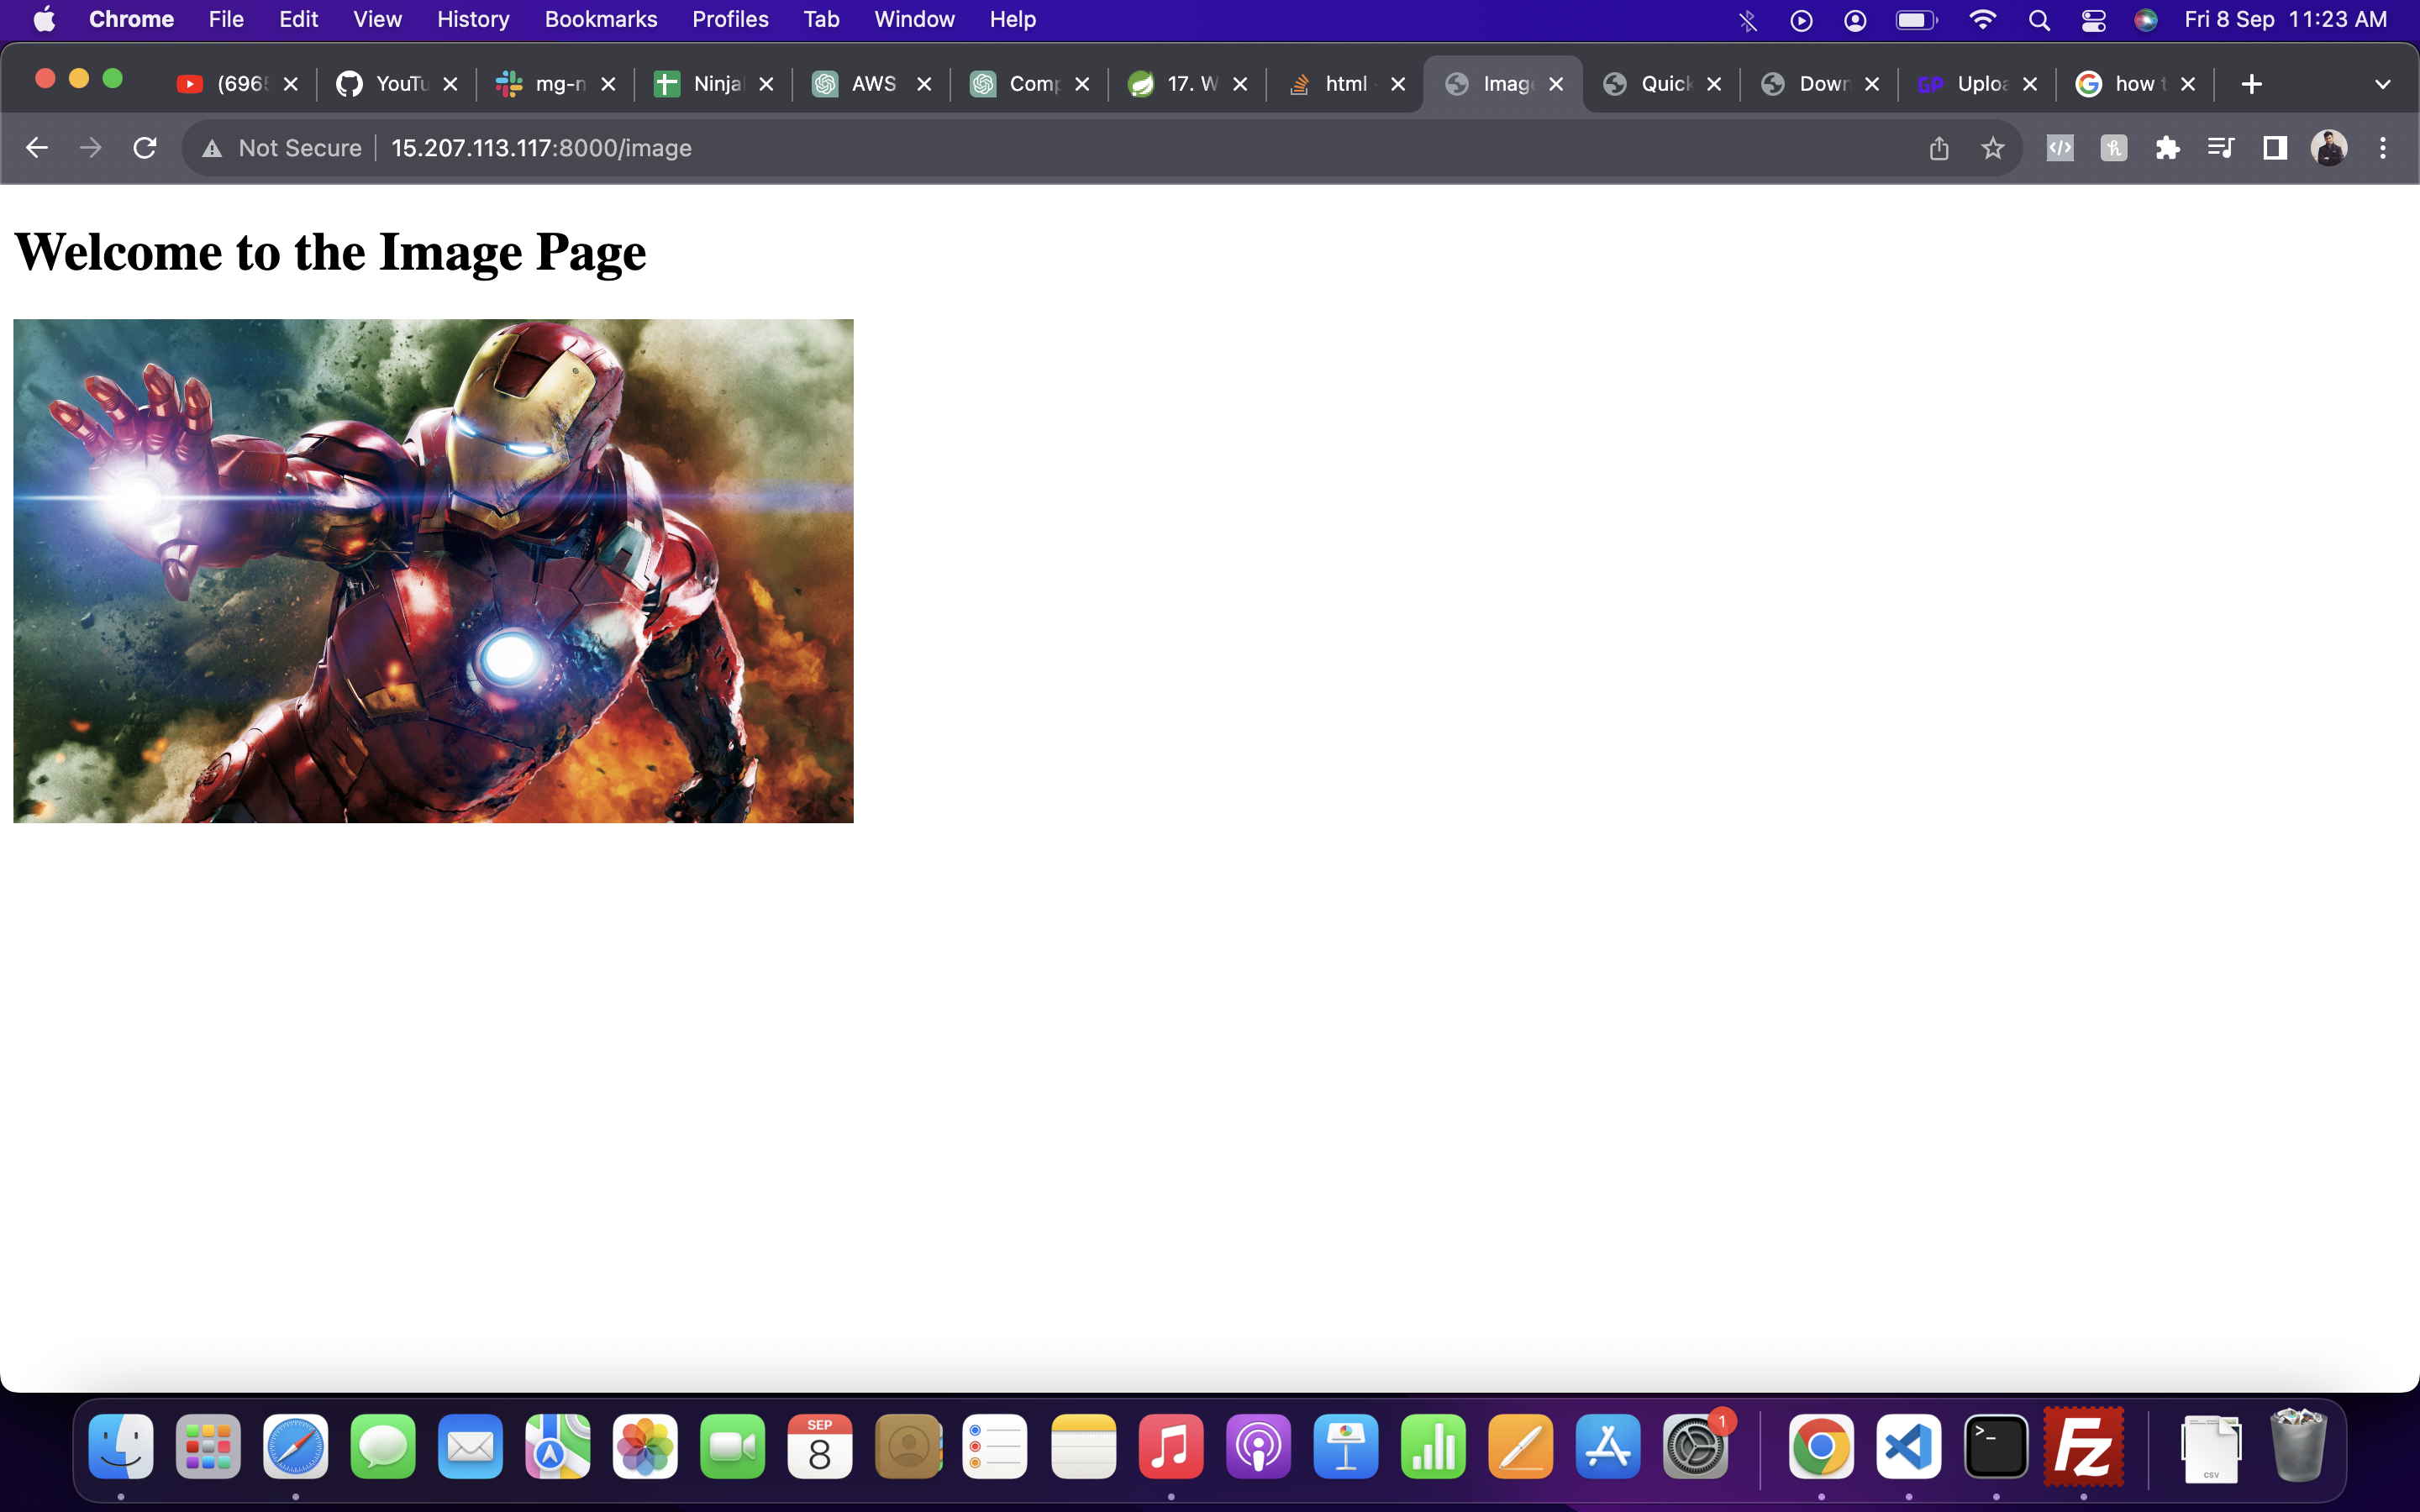 Chrome File Edit View History Bookmarks Profiles Tab Window Help Fri 8 Sep 11:23 AM
(696 YouTu mg-n Ninja AWS Comp 17. W html Image Quick Down GP Uploa how t
Not Secure 15.207.113.117:8000/image
Welcome to the Image Page
SEP
8
1
>_
Fz
CSV